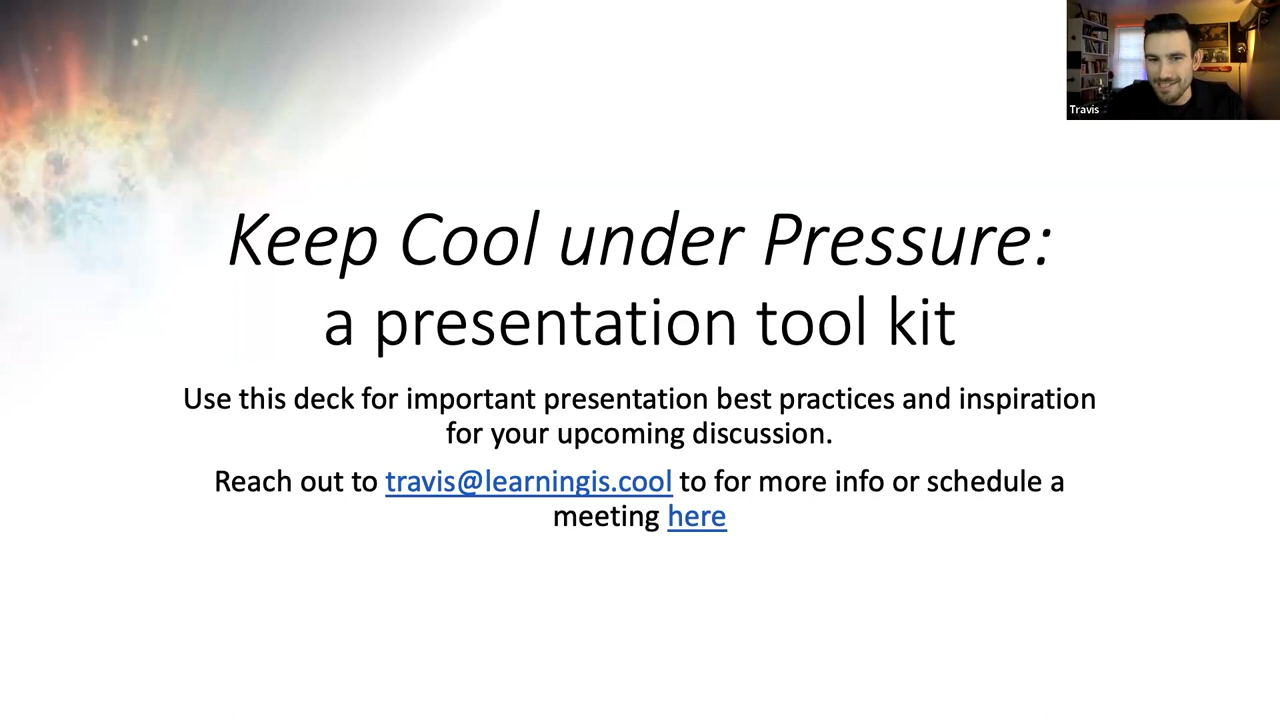 Travis
Keep Cool under Pressure:
a presentation tool kit
Use this deck for important presentation best practices and inspiration
for your upcoming discussion.
Reach out to travis@learningis.cool to for more info or schedule a
meeting here